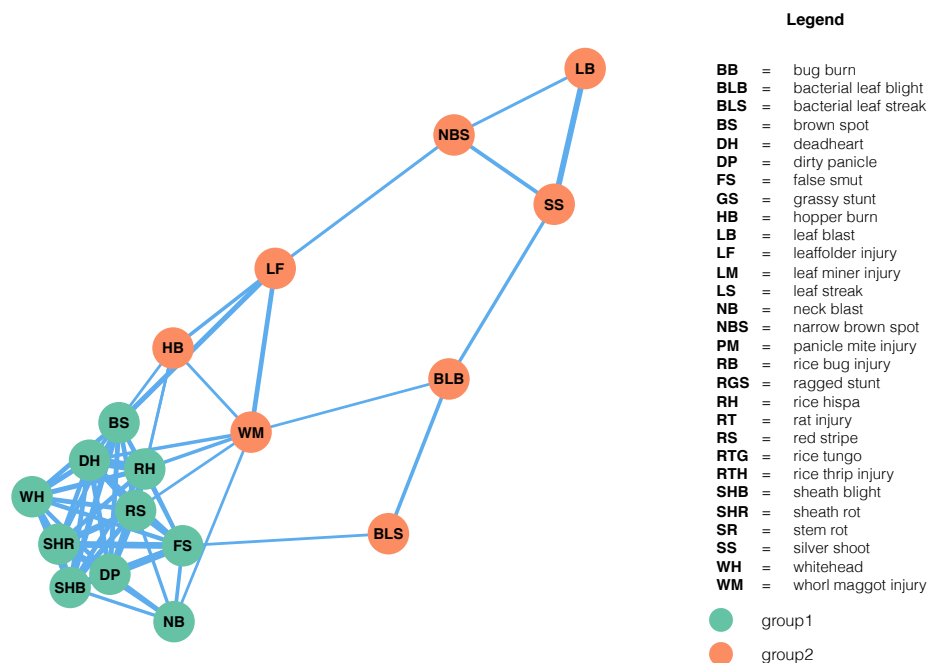 Legend
LB
NBS
SS
LF
HB
BLB
BS
WM
DH
RH
WH
RS
BLS
SHR
FS
DP
SHB
NB
BB = bug burn
BLB = bacterial leaf blight
BLS = bacterial leaf streak
BS = brown spot
DH = deadheart
DP = dirty panicle
FS = false smut
GS = grassy stunt
HB = hopper burn
LB = leaf blast
LF = leaffolder injury
LM = leaf miner injury
LS = leaf streak
NB = neck blast
NBS = narrow brown spot
PM = panicle mite injury
RB = rice bug injury
RGS = ragged stunt
RH = rice hispa
RT = rat injury
RS = red stripe
RTG = rice tungo
RTH = rice thrip injury
SHB = sheath blight
SHR = sheath rot
SR = stem rot
SS = silver shoot
WH = whitehead
WM = whorl maggot injury
group1
group2